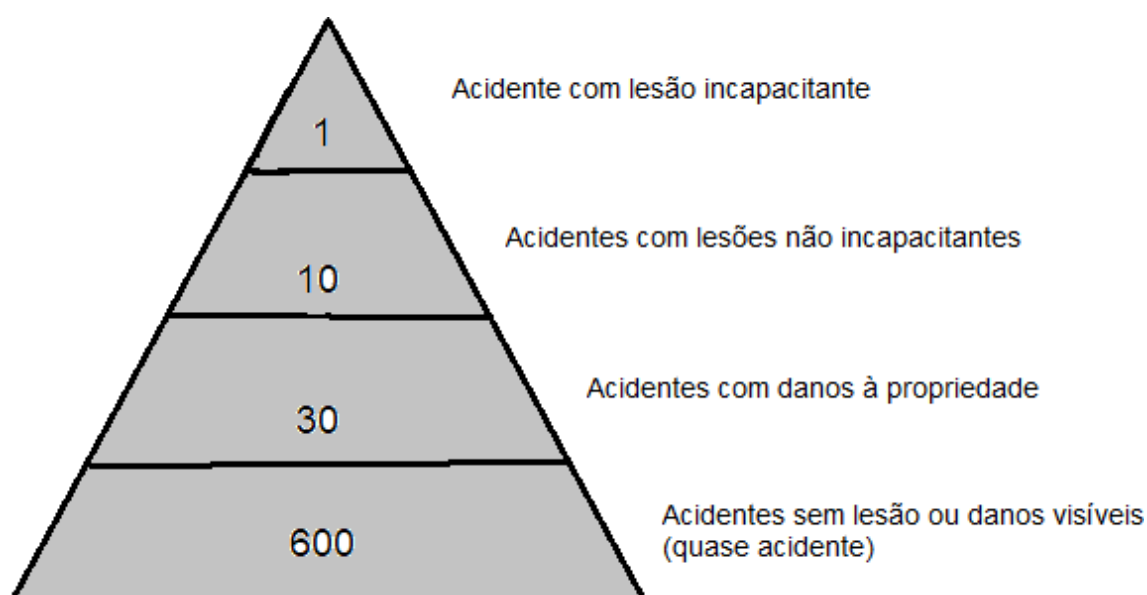 Acidente com lesão incapacitante
1
Acidentes com lesões não incapacitantes
10
Acidentes com danos à propriedade
30
Acidentes sem lesão ou danos visíveis
(quase acidente)
600